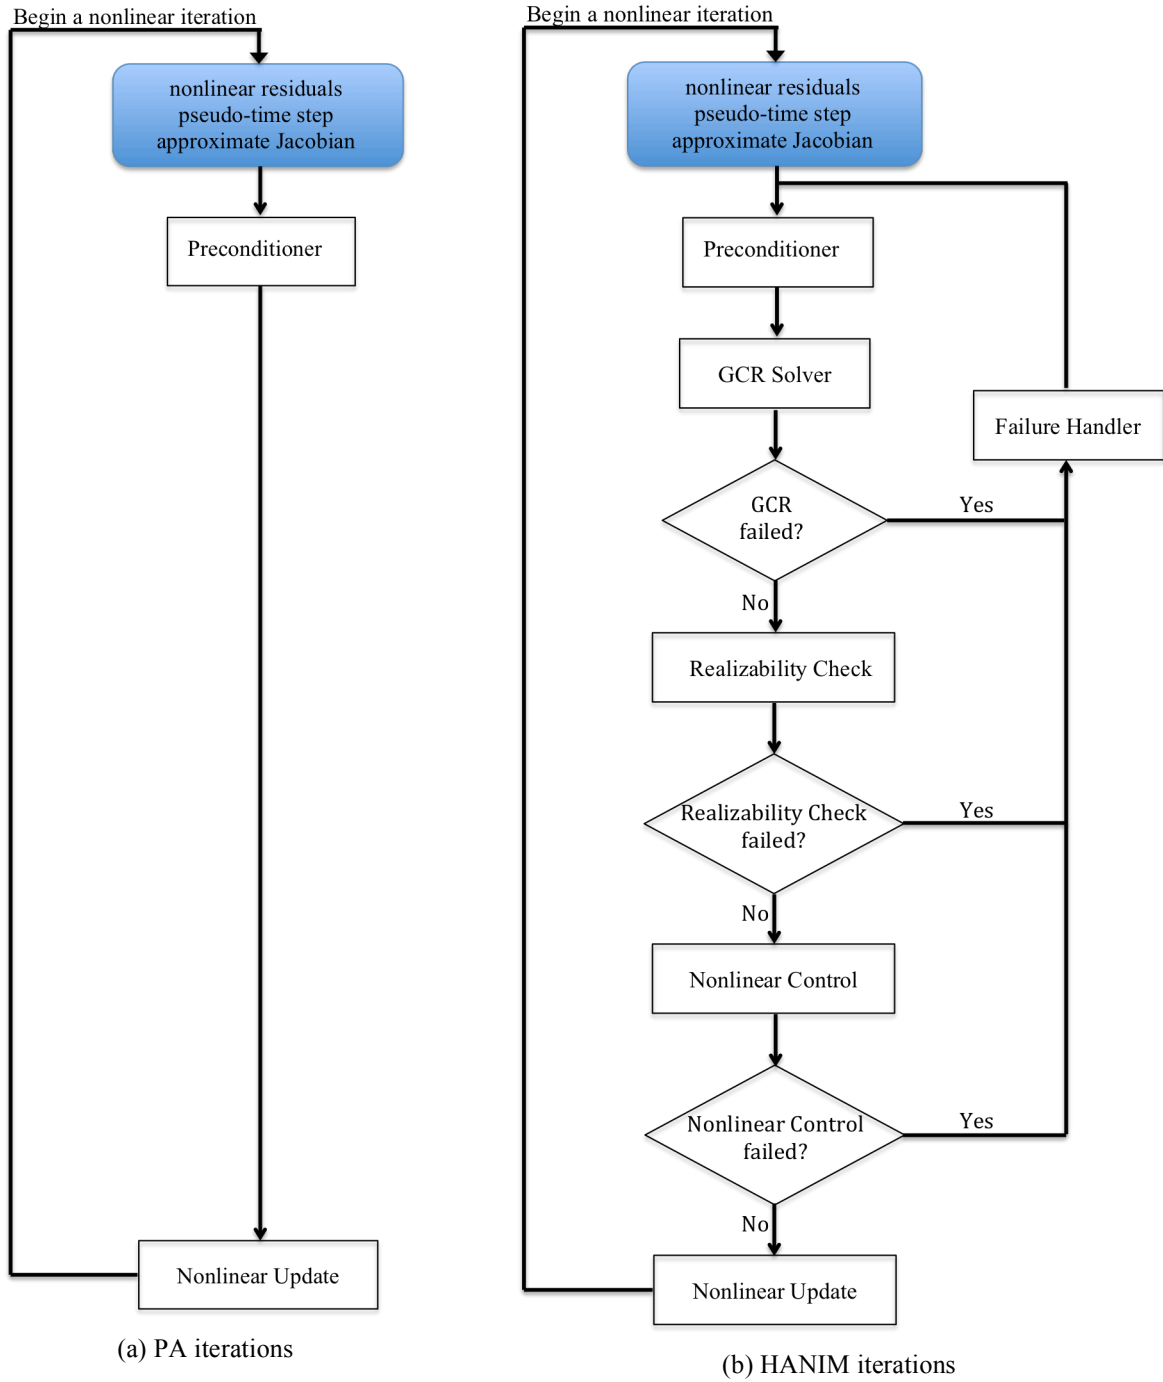 Begin a nonlinear iteration
nonlinear residuals
pseudo-time step
approximate Jacobian
Preconditioner
Nonlinear Update
(a) PA iterations
Begin a nonlinear iteration
nonlinear residuals
pseudo-time step
approximate Jacobian
Preconditioner
GCR Solver
Failure Handler
GCR
failed?
Yes
No
Realizability Check
Realizability Check
failed?
Yes
No
Nonlinear Control
Nonlinear Control
failed?
Yes
No
Nonlinear Update
(b) HANIM iterations